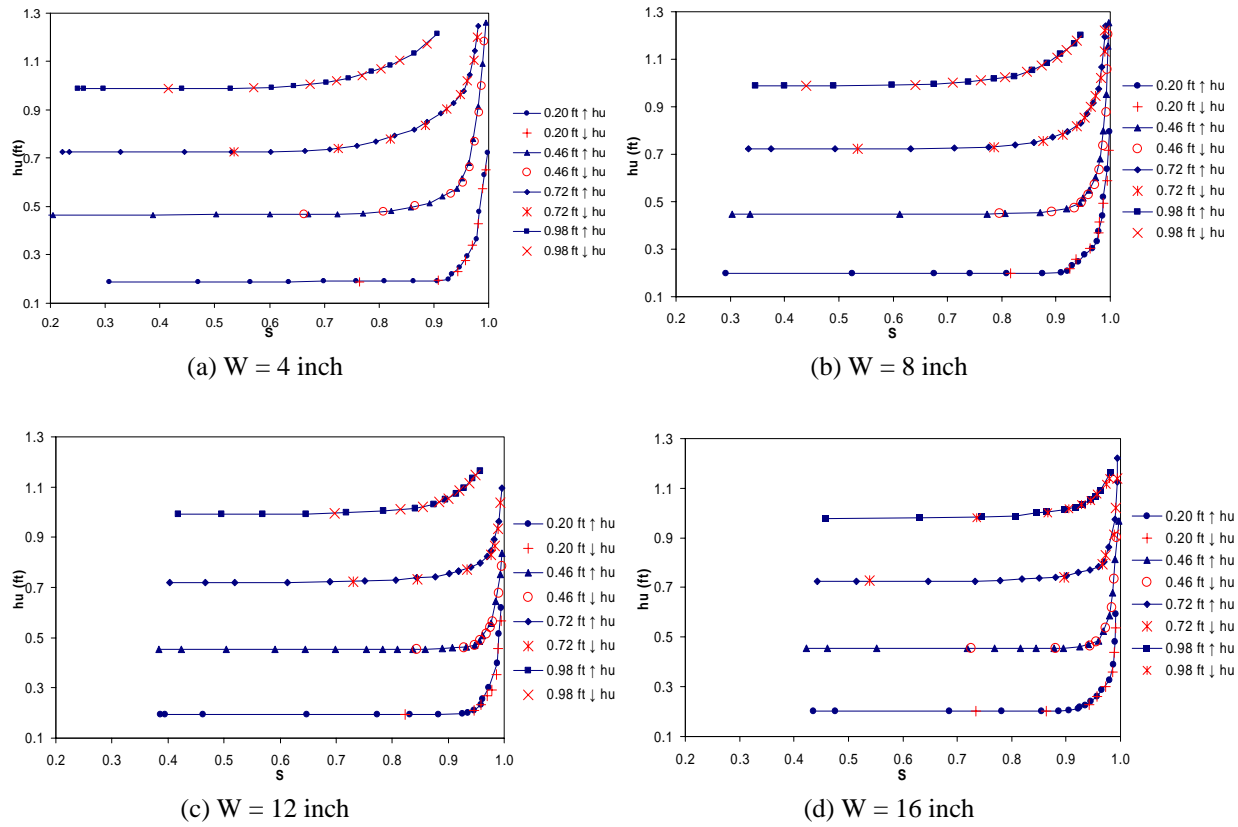 1.3
1.1
0.9
0.7
0.5
0.3
0.1
hu (ft)
0.2 0.3 0.4 0.5 0.6 0.7 0.8 0.9 1.0
S
0.20 ft ↑ hu
0.20 ft ↓ hu
0.46 ft ↑ hu
0.46 ft ↓ hu
0.72 ft ↑ hu
0.72 ft ↓ hu
0.98 ft ↑ hu
0.98 ft ↓ hu
(a) W = 4 inch
1.3
1.1
0.9
0.7
0.5
0.3
0.1
hu (ft)
0.2 0.3 0.4 0.5 0.6 0.7 0.8 0.9 1.0
S
0.20 ft ↑ hu
0.20 ft ↓ hu
0.46 ft ↑ hu
0.46 ft ↓ hu
0.72 ft ↑ hu
0.72 ft ↓ hu
0.98 ft ↑ hu
0.98 ft ↓ hu
(b) W = 8 inch
1.3
1.1
0.9
0.7
0.5
0.3
0.1
hu (ft)
0.2 0.3 0.4 0.5 0.6 0.7 0.8 0.9 1.0
S
0.20 ft ↑ hu
0.20 ft ↓ hu
0.46 ft ↑ hu
0.46 ft ↓ hu
0.72 ft ↑ hu
0.72 ft ↓ hu
0.98 ft ↑ hu
0.98 ft ↓ hu
(c) W = 12 inch
1.3
1.1
0.9
0.7
0.5
0.3
0.1
hu (ft)
0.2 0.3 0.4 0.5 0.6 0.7 0.8 0.9 1.0
S
0.20 ft ↑ hu
0.20 ft ↓ hu
0.46 ft ↑ hu
0.46 ft ↓ hu
0.72 ft ↑ hu
0.72 ft ↓ hu
0.98 ft ↑ hu
0.98 ft ↓ hu
(d) W = 16 inch